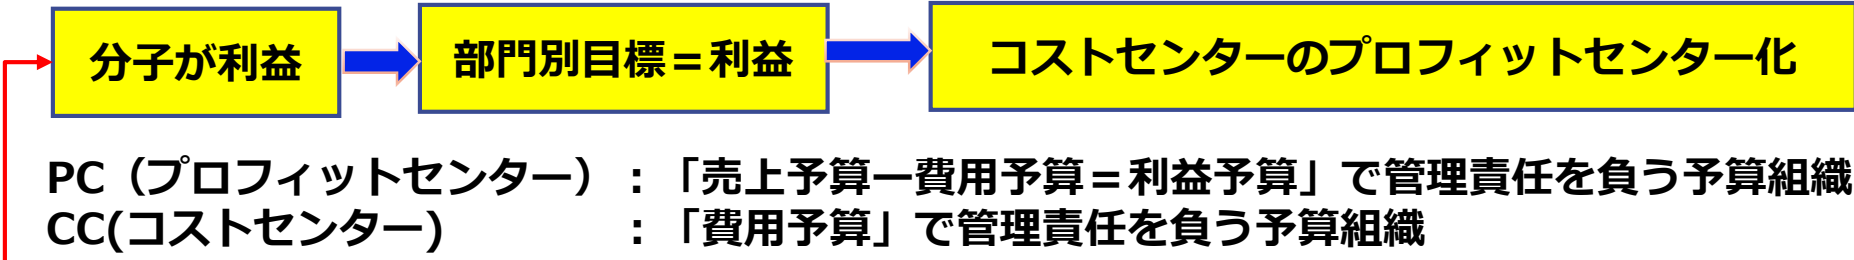 分子が利益
部門別目標＝利益
コストセンターのプロフィットセンター化
PC（プロフィットセンター）：「売上予算ー費用予算＝利益予算」で管理責任を負う予算組織
CC(コストセンター)　　　　：「費用予算」で管理責任を負う予算組織